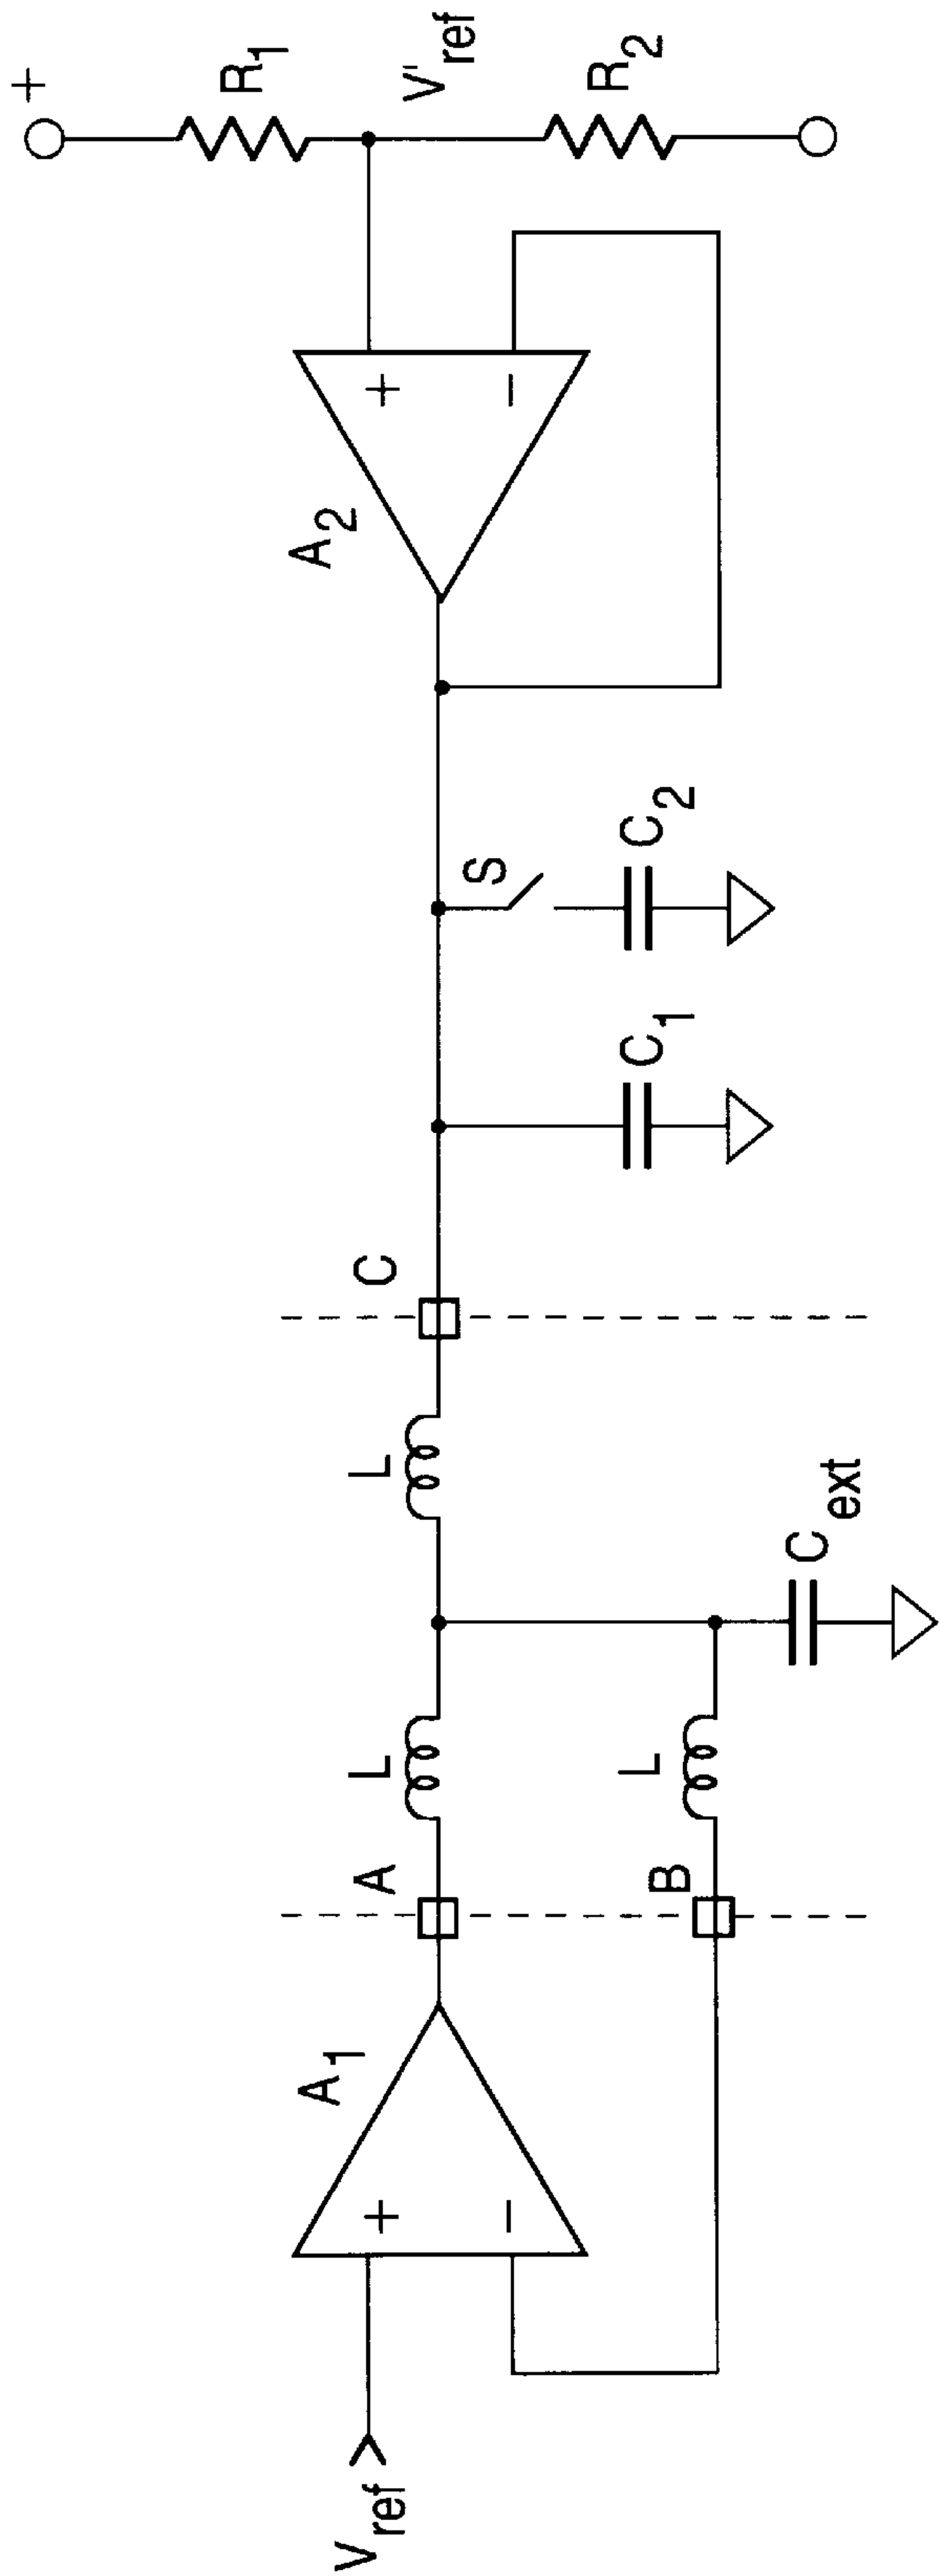 +
R1
V'ref
R2
A2
+
−
S
C2
C1
C
L
Cext
L
L
A
B
A1
+
−
Vref